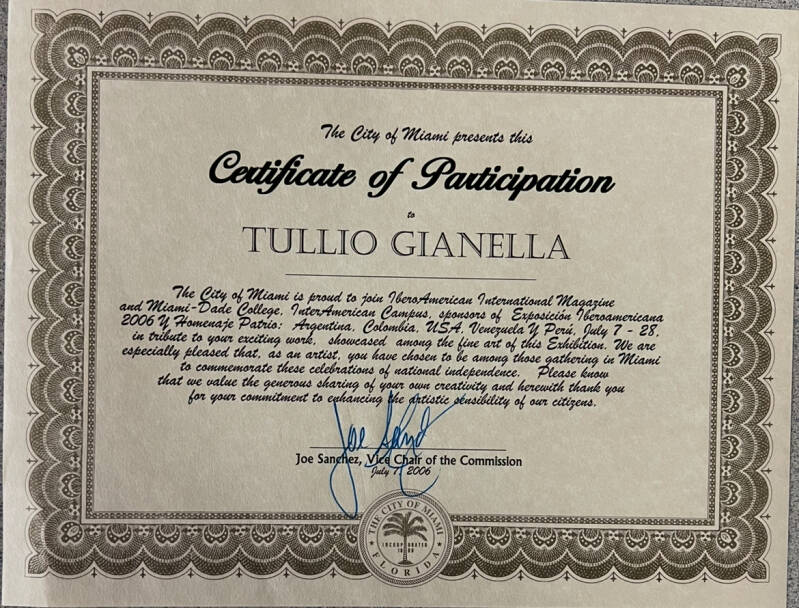 The City of Miami presents this
Certificate of Participation
to
TULLIO GIANELLA
The City of Miami is proud to join IberoAmerican International Magazine
and Miami-Dade College, InterAmerican Campus, sponsors of Exposición Iberoamericana
2006 Y Homenaje Patrio: Argentina, Colombia, USA, Venezuela Y Perú, July 7 - 28,
in tribute to your exciting work, showcased among the fine art of this Exhibition. We are
especially pleased that, as an artist, you have chosen to be among those gathering in Miami
to commemorate these celebrations of national independence. Please know
that we value the generous sharing of your own creativity and herewith thank you
for your commitment to enhancing the artistic sensibility of our citizens.
Joe Sanchez, Vice Chair of the Commission
July 7, 2006
THE CITY OF MIAMI
INCORPORATED
18 96
FLORIDA